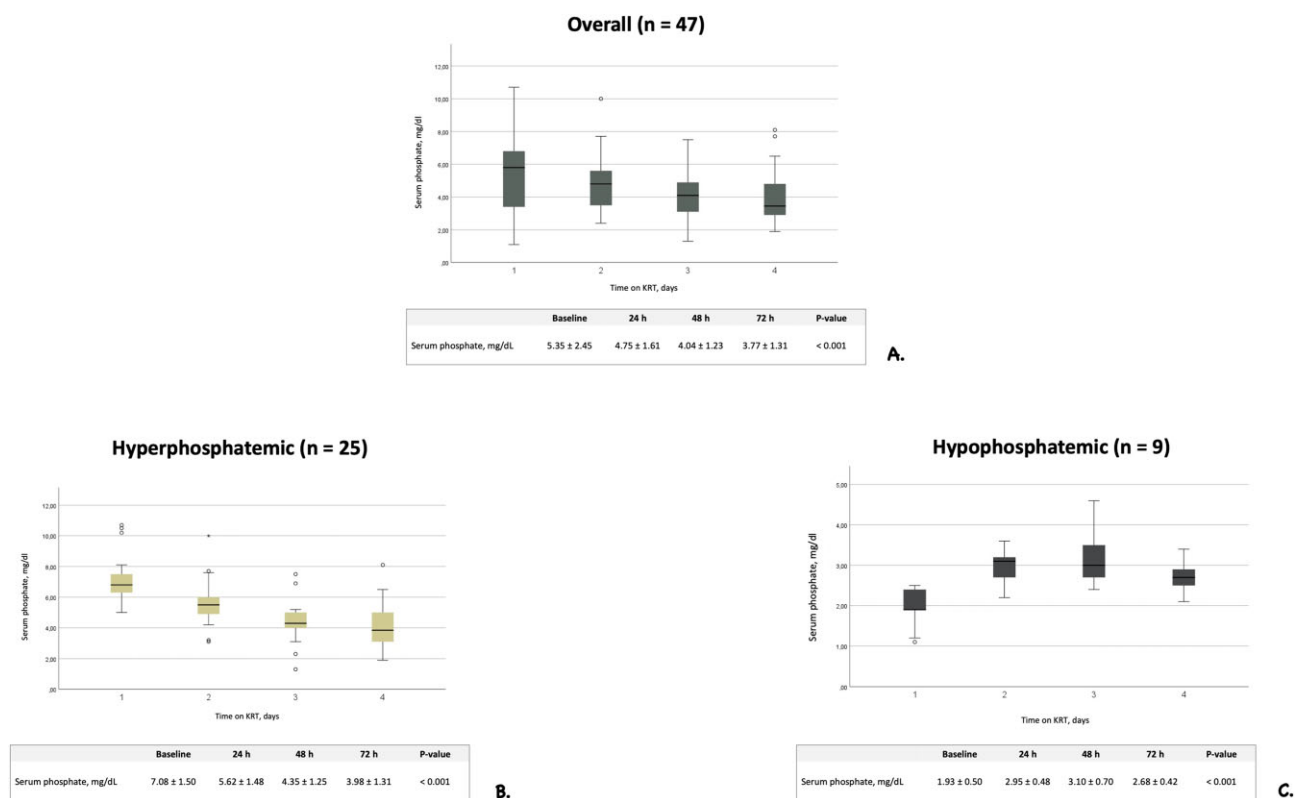 Overall (n = 47)
Serum phosphate, mg/dl
12,00
10,00
8,00
6,00
4,00
2,00
,00
1 2 3 4
Time on KRT, days
Baseline 24 h 48 h 72 h P-value
Serum phosphate, mg/dL 5.35 ± 2.45 4.75 ± 1.61 4.04 ± 1.23 3.77 ± 1.31 < 0.001
A.
Hyperphosphatemic (n = 25)
Serum phosphate, mg/dl
12,00
10,00
8,00
6,00
4,00
2,00
,00
1 2 3 4
Time on KRT, days
Baseline 24 h 48 h 72 h P-value
Serum phosphate, mg/dL 7.08 ± 1.50 5.62 ± 1.48 4.35 ± 1.25 3.98 ± 1.31 < 0.001
B.
Hypophosphatemic (n = 9)
Serum phosphate, mg/dl
5,00
4,00
3,00
2,00
1,00
,00
1 2 3 4
Time on KRT, days
Baseline 24 h 48 h 72 h P-value
Serum phosphate, mg/dL 1.93 ± 0.50 2.95 ± 0.48 3.10 ± 0.70 2.68 ± 0.42 < 0.001
C.